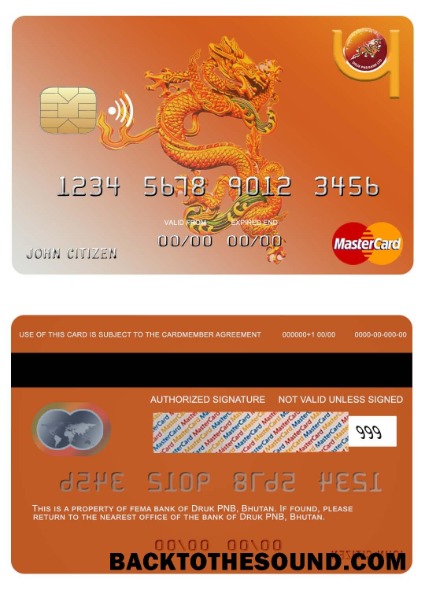 1234 5678 9012 3456
VALID FROM EXPIRES END
00/00 00/00
JOHN CITIZEN
MasterCard
USE OF THIS CARD IS SUBJECT TO THE CARDMEMBER AGREEMENT 000000+1 00/00 0000-00-000-00
AUTHORIZED SIGNATURE NOT VALID UNLESS SIGNED
999
THIS IS A PROPERTY OF FEMA BANK OF DRUK PNB, BHUTAN. IF FOUND, PLEASE
RETURN TO THE NEAREST OFFICE OF THE BANK OF DRUK PNB, BHUTAN.
00/00 00/00
BACKTOTHESOUND.COM